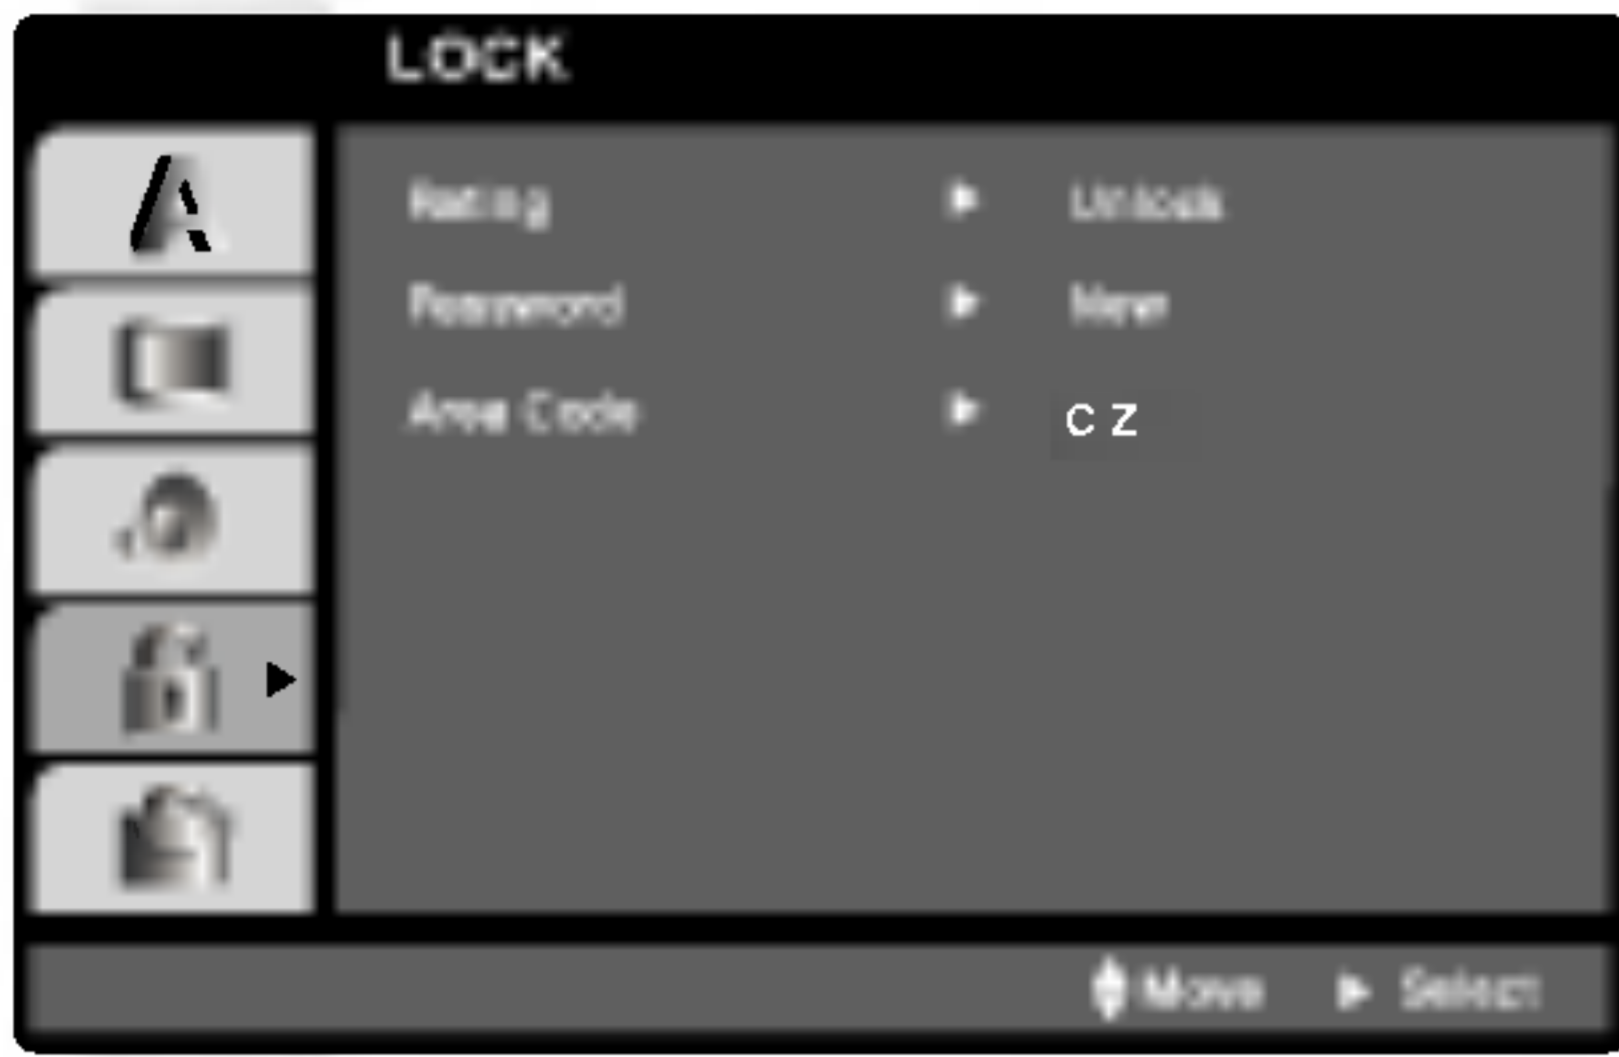 LOCK
Rating ▶ Unlock
Password ▶ New
Area Code ▶ C Z
Move ▶ Select